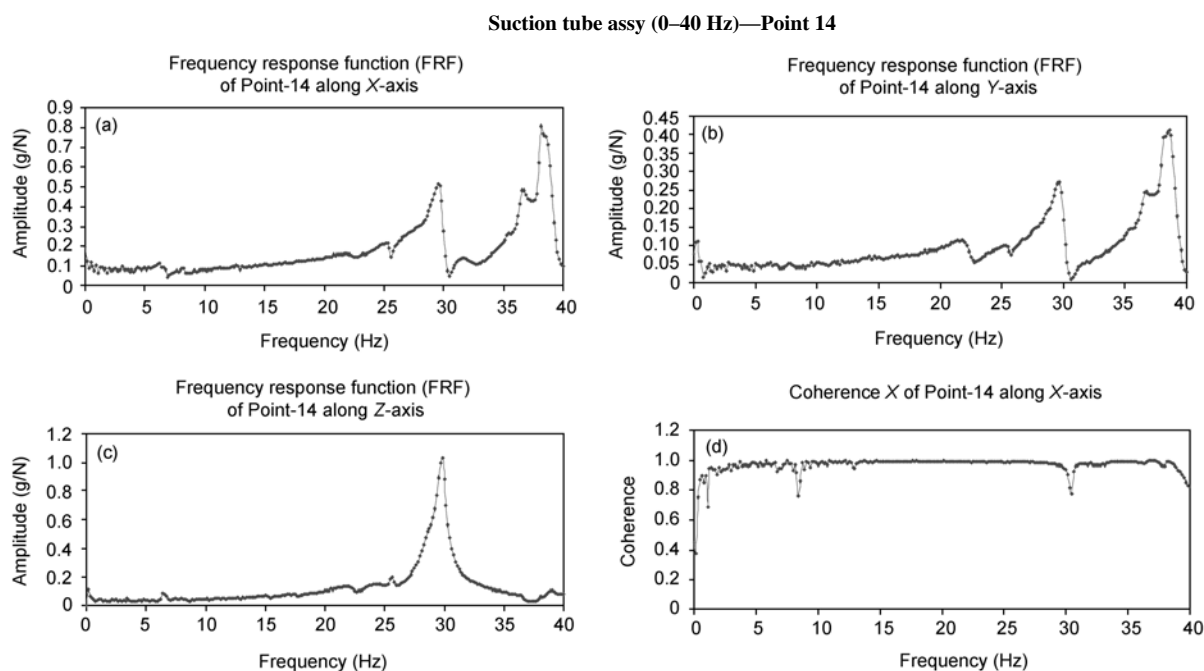 Suction tube assy (0–40 Hz)—Point 14
Frequency response function (FRF)
of Point-14 along X-axis
(a)
0.9
0.8
0.7
0.6
0.5
0.4
0.3
0.2
0.1
0
Amplitude (g/N)
0 5 10 15 20 25 30 35 40
Frequency (Hz)
Frequency response function (FRF)
of Point-14 along Y-axis
(b)
0.45
0.40
0.35
0.30
0.25
0.20
0.15
0.10
0.05
0
Amplitude (g/N)
0 5 10 15 20 25 30 35 40
Frequency (Hz)
Frequency response function (FRF)
of Point-14 along Z-axis
(c)
1.2
1.0
0.8
0.6
0.4
0.2
0
Amplitude (g/N)
0 5 10 15 20 25 30 35 40
Frequency (Hz)
Coherence X of Point-14 along X-axis
(d)
1.2
1.0
0.8
0.6
0.4
1.2
0
Coherence
0 5 10 15 20 25 30 35 40
Frequency (Hz)